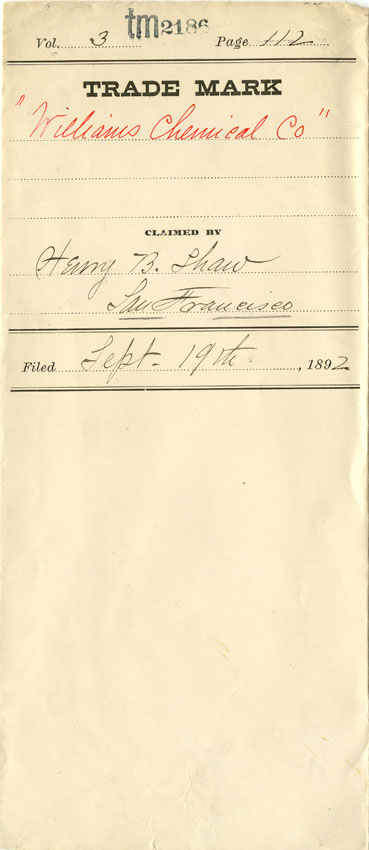 tm2186
Vol. 3 Page 112
TRADE MARK
"Williams Chemical Co"
CLAIMED BY
Henry B. Shaw
San Francisco
Filed Sept. 19th, 1892